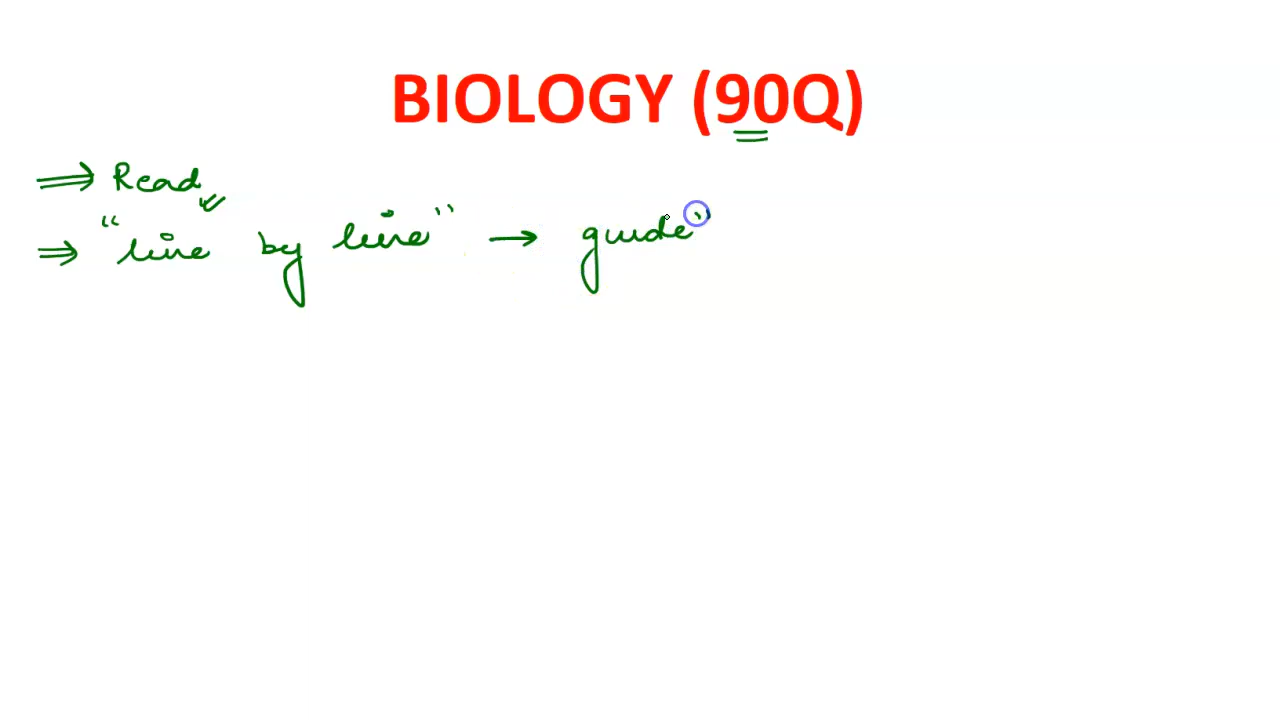 BIOLOGY (90Q)
⇒ Read
⇒ "line by line" → guide"